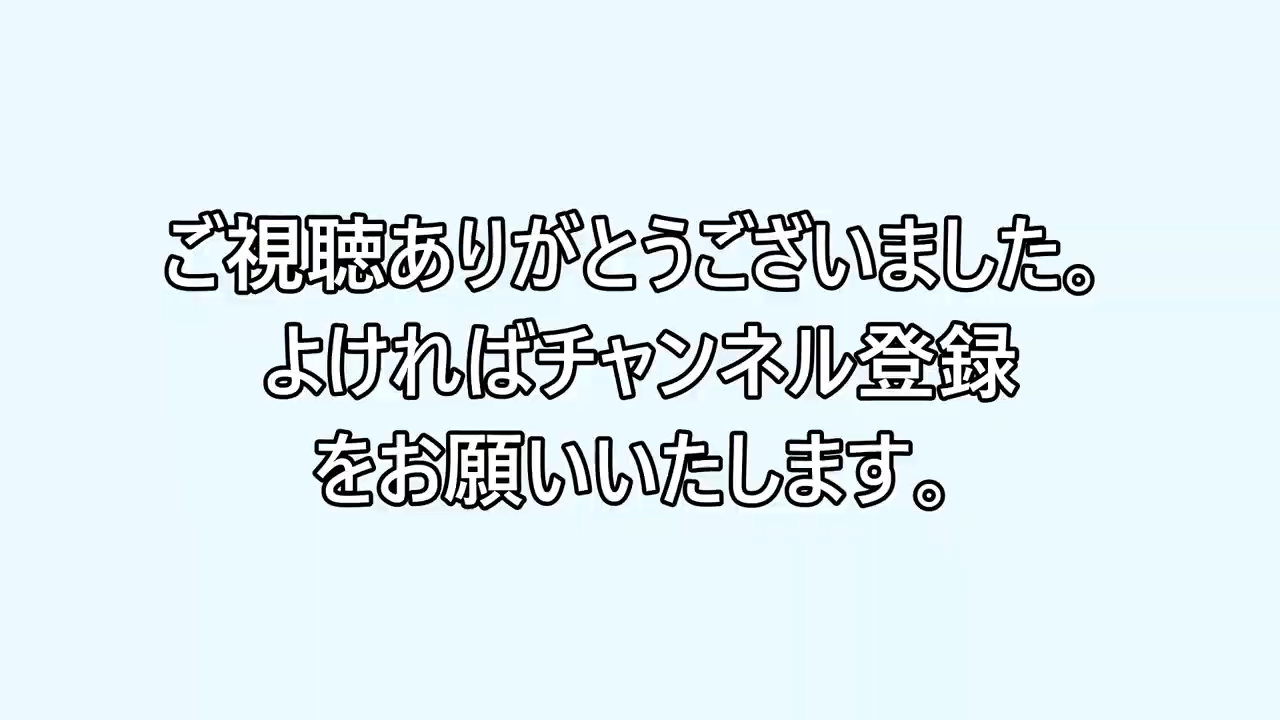 ご視聴ありがとうございました。
よければチャンネル登録
をお願いいたします。